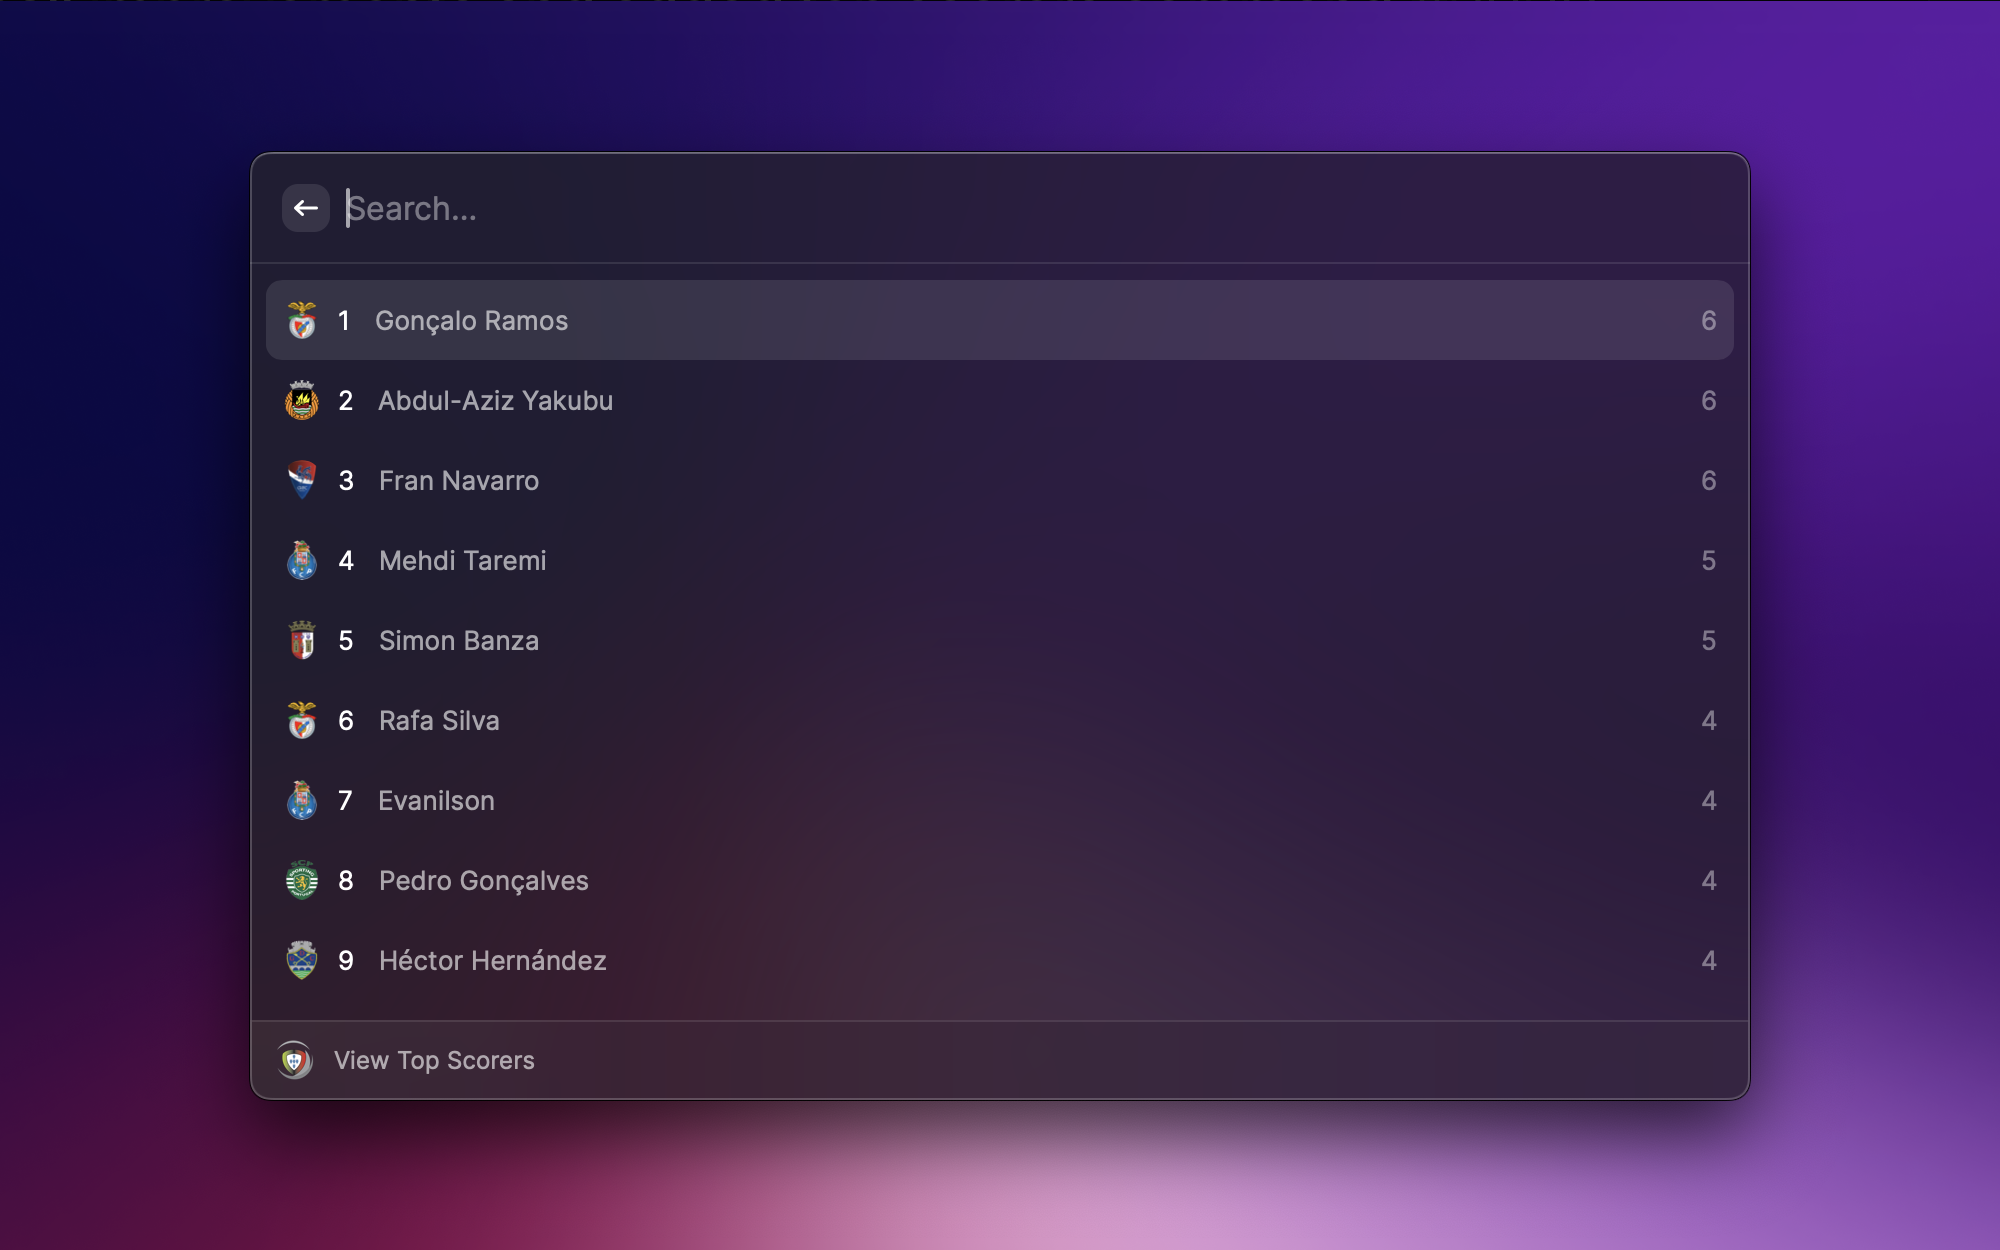 Search...
1 Gonçalo Ramos 6
2 Abdul-Aziz Yakubu 6
3 Fran Navarro 6
4 Mehdi Taremi 5
5 Simon Banza 5
6 Rafa Silva 4
7 Evanilson 4
8 Pedro Gonçalves 4
9 Héctor Hernández 4
View Top Scorers